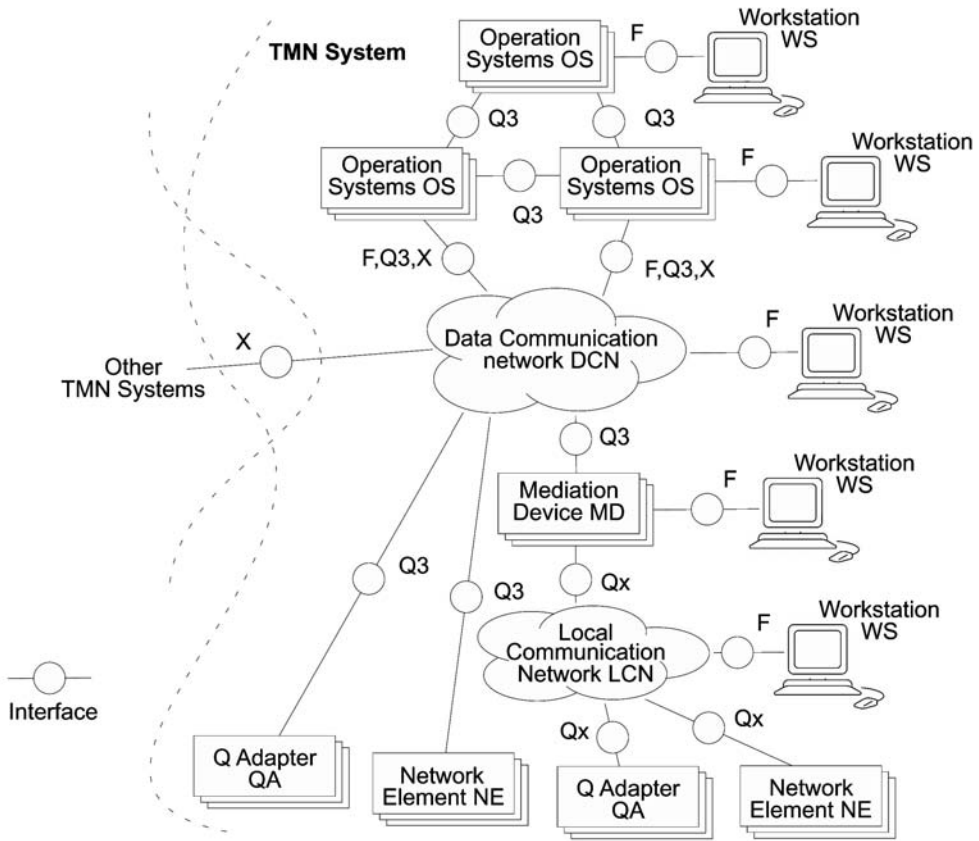 TMN System
Operation
Systems OS
F
Workstation
WS
Q3
Q3
Operation
Systems OS
Q3
Operation
Systems OS
F
Workstation
WS
F,Q3,X
F,Q3,X
X
Other
TMN Systems
Data Communication
network DCN
F
Workstation
WS
Q3
Mediation
Device MD
F
Workstation
WS
Q3
Q3
Qx
Local
Communication
Network LCN
F
Workstation
WS
Interface
Qx
Qx
Q Adapter
QA
Network
Element NE
Q Adapter
QA
Network
Element NE